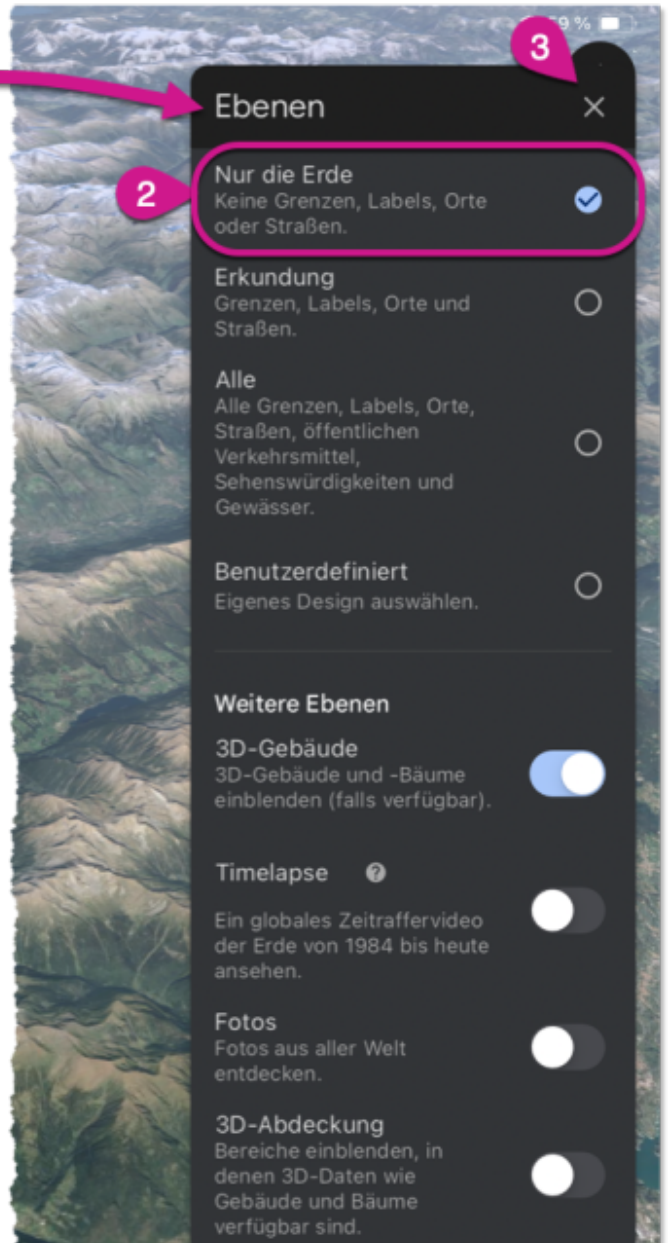 9 %
3
Ebenen
2
Nur die Erde
Keine Grenzen, Labels, Orte
oder Straßen.
Erkundung
Grenzen, Labels, Orte und
Straßen.
Alle
Alle Grenzen, Labels, Orte,
Straßen, öffentlichen
Verkehrsmittel,
Sehenswürdigkeiten und
Gewässer.
Benutzerdefiniert
Eigenes Design auswählen.
Weitere Ebenen
3D-Gebäude
3D-Gebäude und -Bäume
einblenden (falls verfügbar).
Timelapse ?
Ein globales Zeitraffervideo
der Erde von 1984 bis heute
ansehen.
Fotos
Fotos aus aller Welt
entdecken.
3D-Abdeckung
Bereiche einblenden, in
denen 3D-Daten wie
Gebäude und Bäume
verfügbar sind.